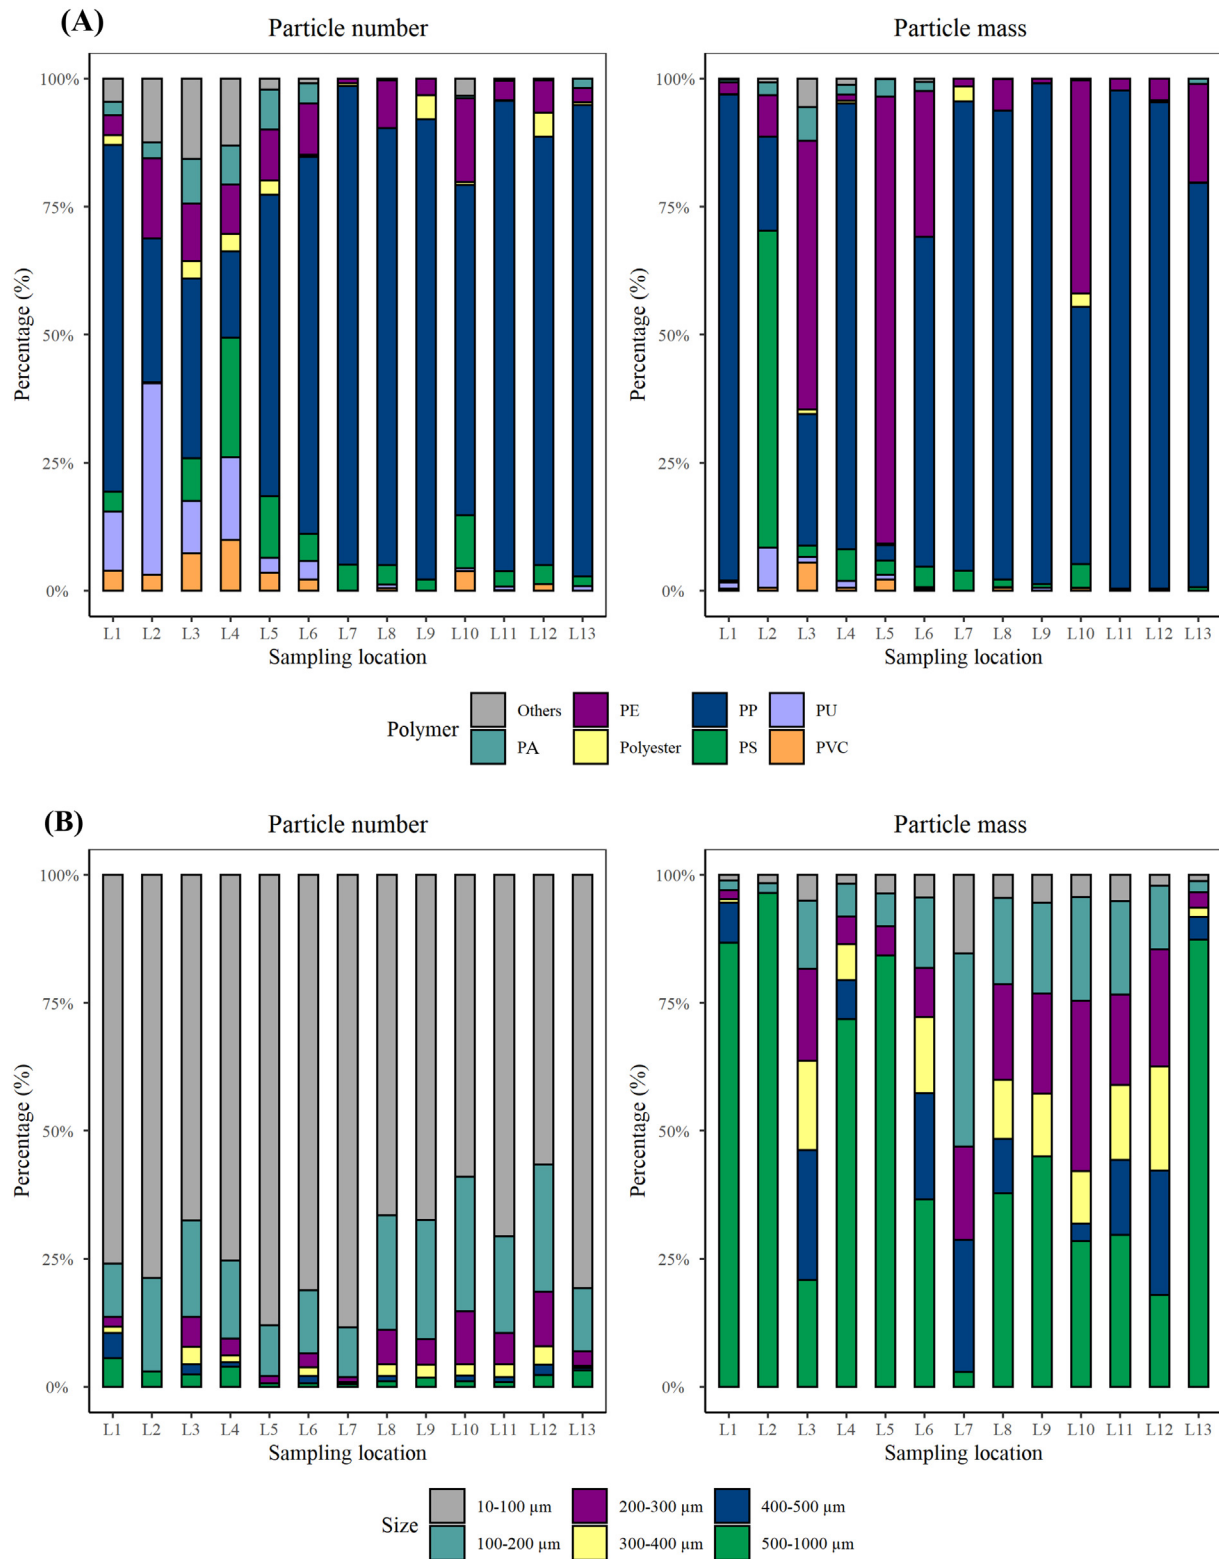 (A)
Particle number
Particle mass
100%
75%
50%
25%
0%
Percentage (%)
L1 L2 L3 L4 L5 L6 L7 L8 L9 L10 L11 L12 L13
Sampling location
100%
75%
50%
25%
0%
Percentage (%)
L1 L2 L3 L4 L5 L6 L7 L8 L9 L10 L11 L12 L13
Sampling location
Polymer
Others PE PP PU
PA Polyester PS PVC
(B)
Particle number
Particle mass
100%
75%
50%
25%
0%
Percentage (%)
L1 L2 L3 L4 L5 L6 L7 L8 L9 L10 L11 L12 L13
Sampling location
100%
75%
50%
25%
0%
Percentage (%)
L1 L2 L3 L4 L5 L6 L7 L8 L9 L10 L11 L12 L13
Sampling location
Size
10-100 µm 200-300 µm 400-500 µm
100-200 µm 300-400 µm 500-1000 µm